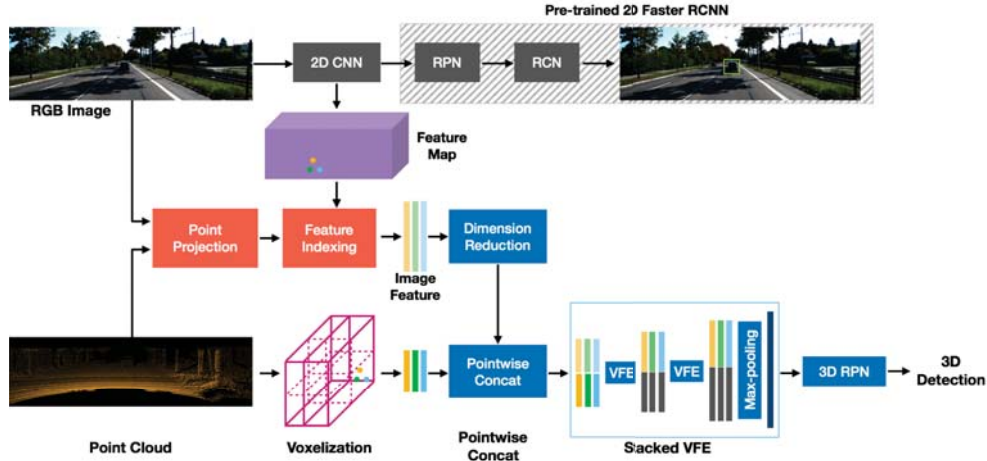 Pre-trained 2D Faster RCNN
2D CNN
RPN
RCN
RGB Image
Feature
Map
Point
Projection
Feature
Indexing
Dimension
Reduction
Image
Feature
Pointwise
Concat
VFE
VFE
Max-pooling
3D RPN
3D
Detection
Point Cloud
Voxelization
Pointwise
Concat
Stacked VFE